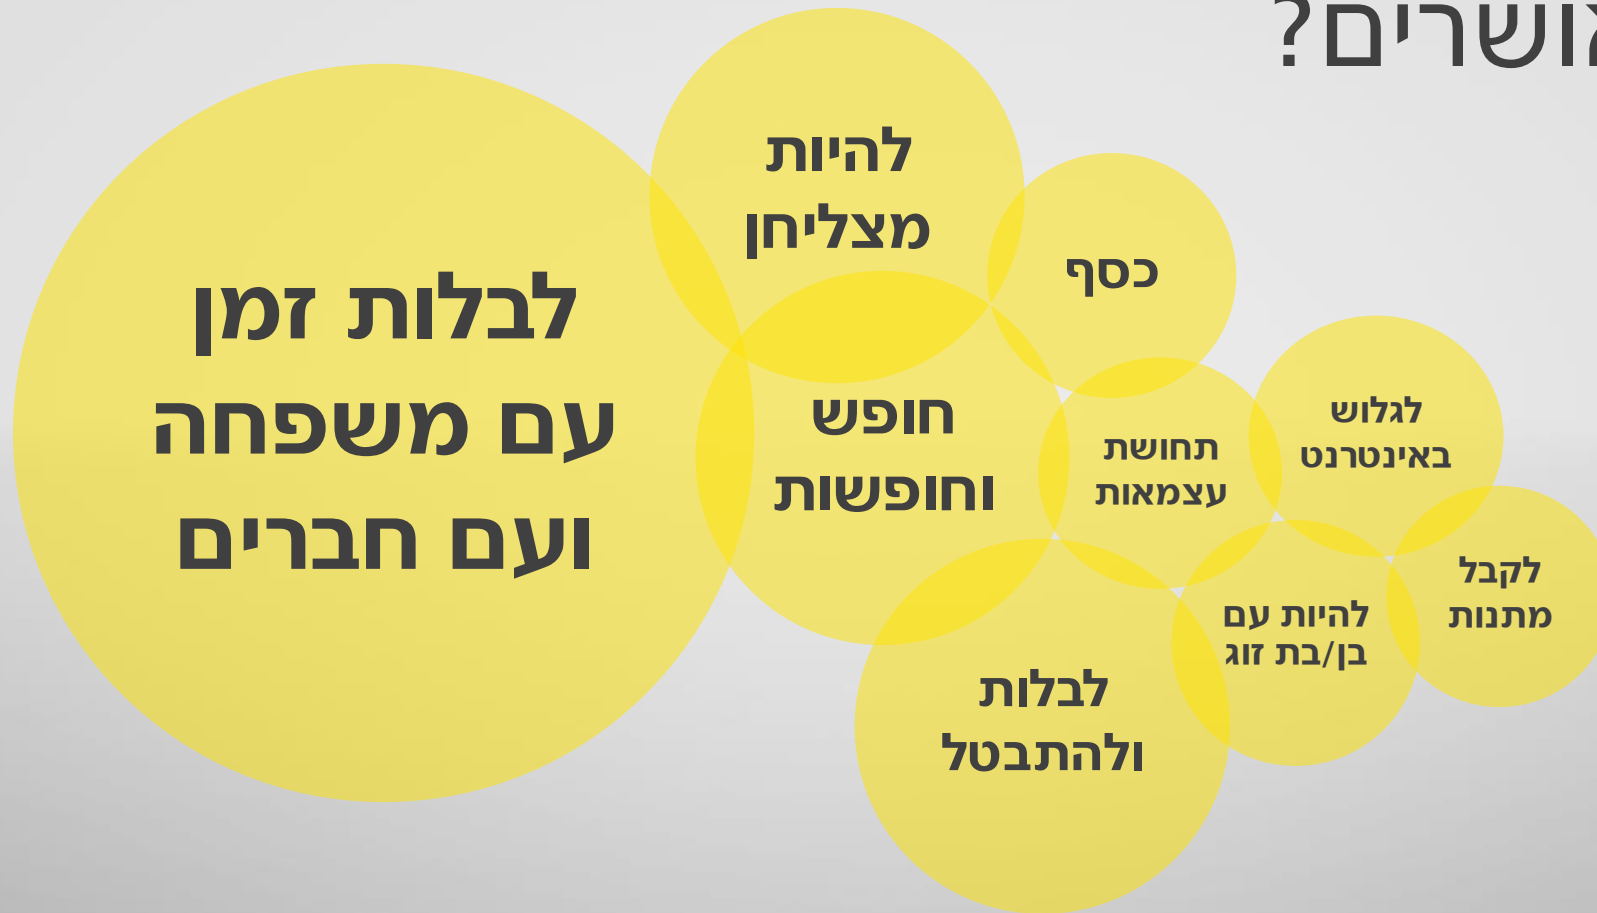 אושרים?
להיות
מצליחן
כסף
לבלות זמן
עם משפחה
ועם חברים
חופש
וחופשות
תחושת
עצמאות
לגלוש
באינטרנט
לקבל
מתנות
להיות עם
בן/בת זוג
לבלות
ולהתבטל